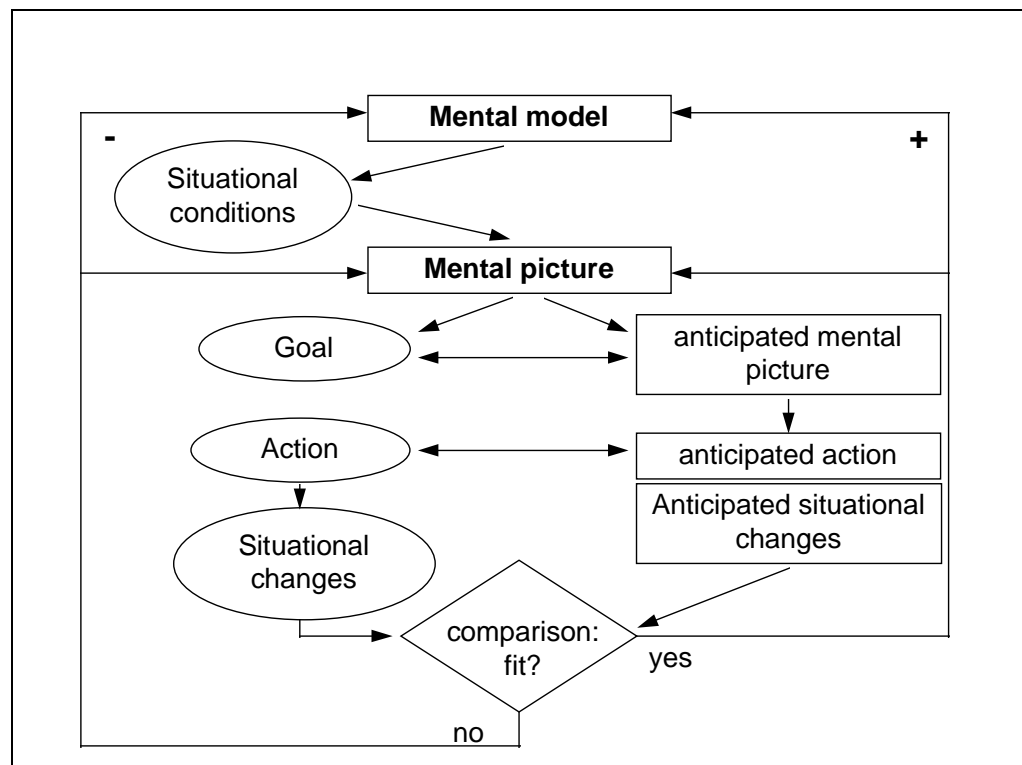 Mental model
-
+
Situational
conditions
Mental picture
Goal
anticipated mental
picture
Action
anticipated action
Anticipated situational
changes
Situational
changes
comparison:
fit?
yes
no